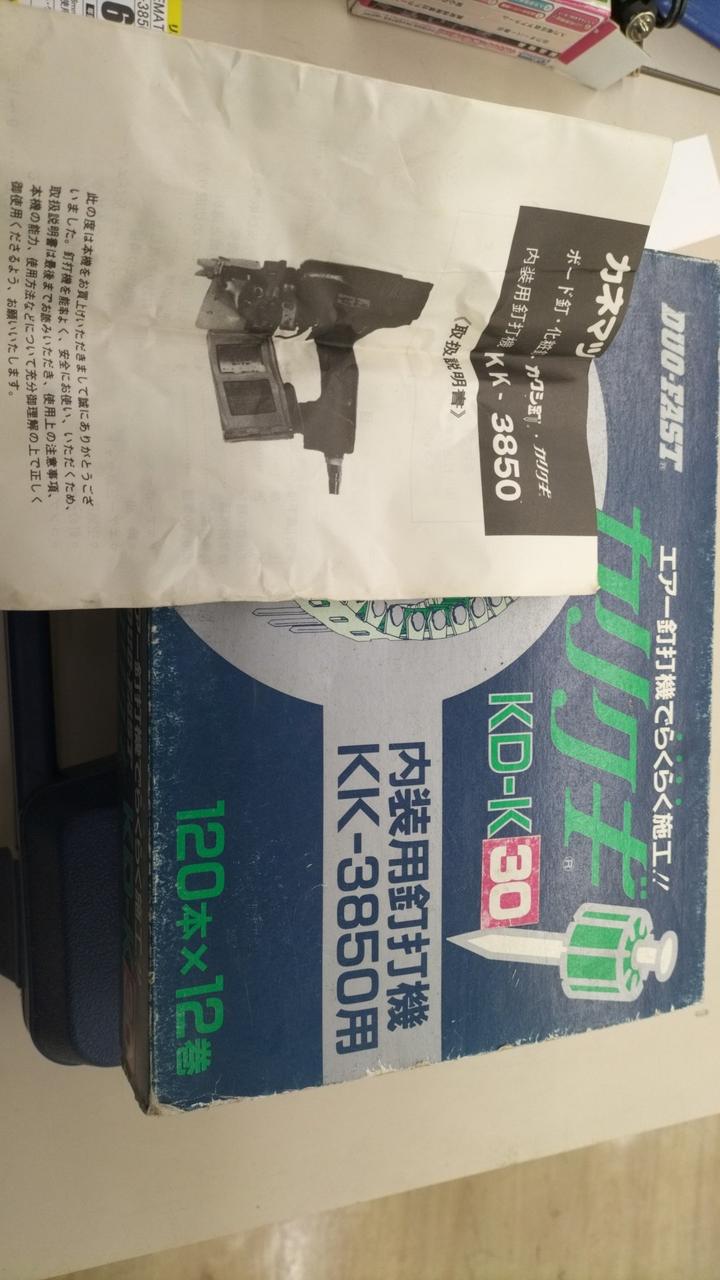 カネマツ
ボード釘・化粧 カクシ釘・カリクギ
内装用釘打機 KK-3850
《取扱説明書》
此の度は本機をお買上げいただきまして誠にありがとうござ
いました。釘打機を能率よく、安全にお使い、いただくため、
取扱説明書は最後までお読みいただき、使用上の注意事項、
本機の能力、使用方法などについて充分御理解の上で正しく
御使用くださるよう、お願いいたします。
DUO-FAST
エアー釘打機でらくらく施工!!
カリクギ®
KD-K30
内装用釘打機
KK-3850用
120本×12巻